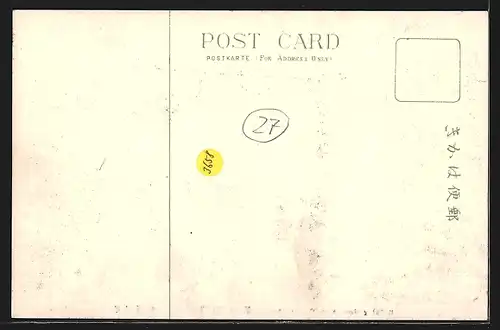 POST CARD
POSTKARTE (FOR ADDRESS ONLY)
27
きかは便郵